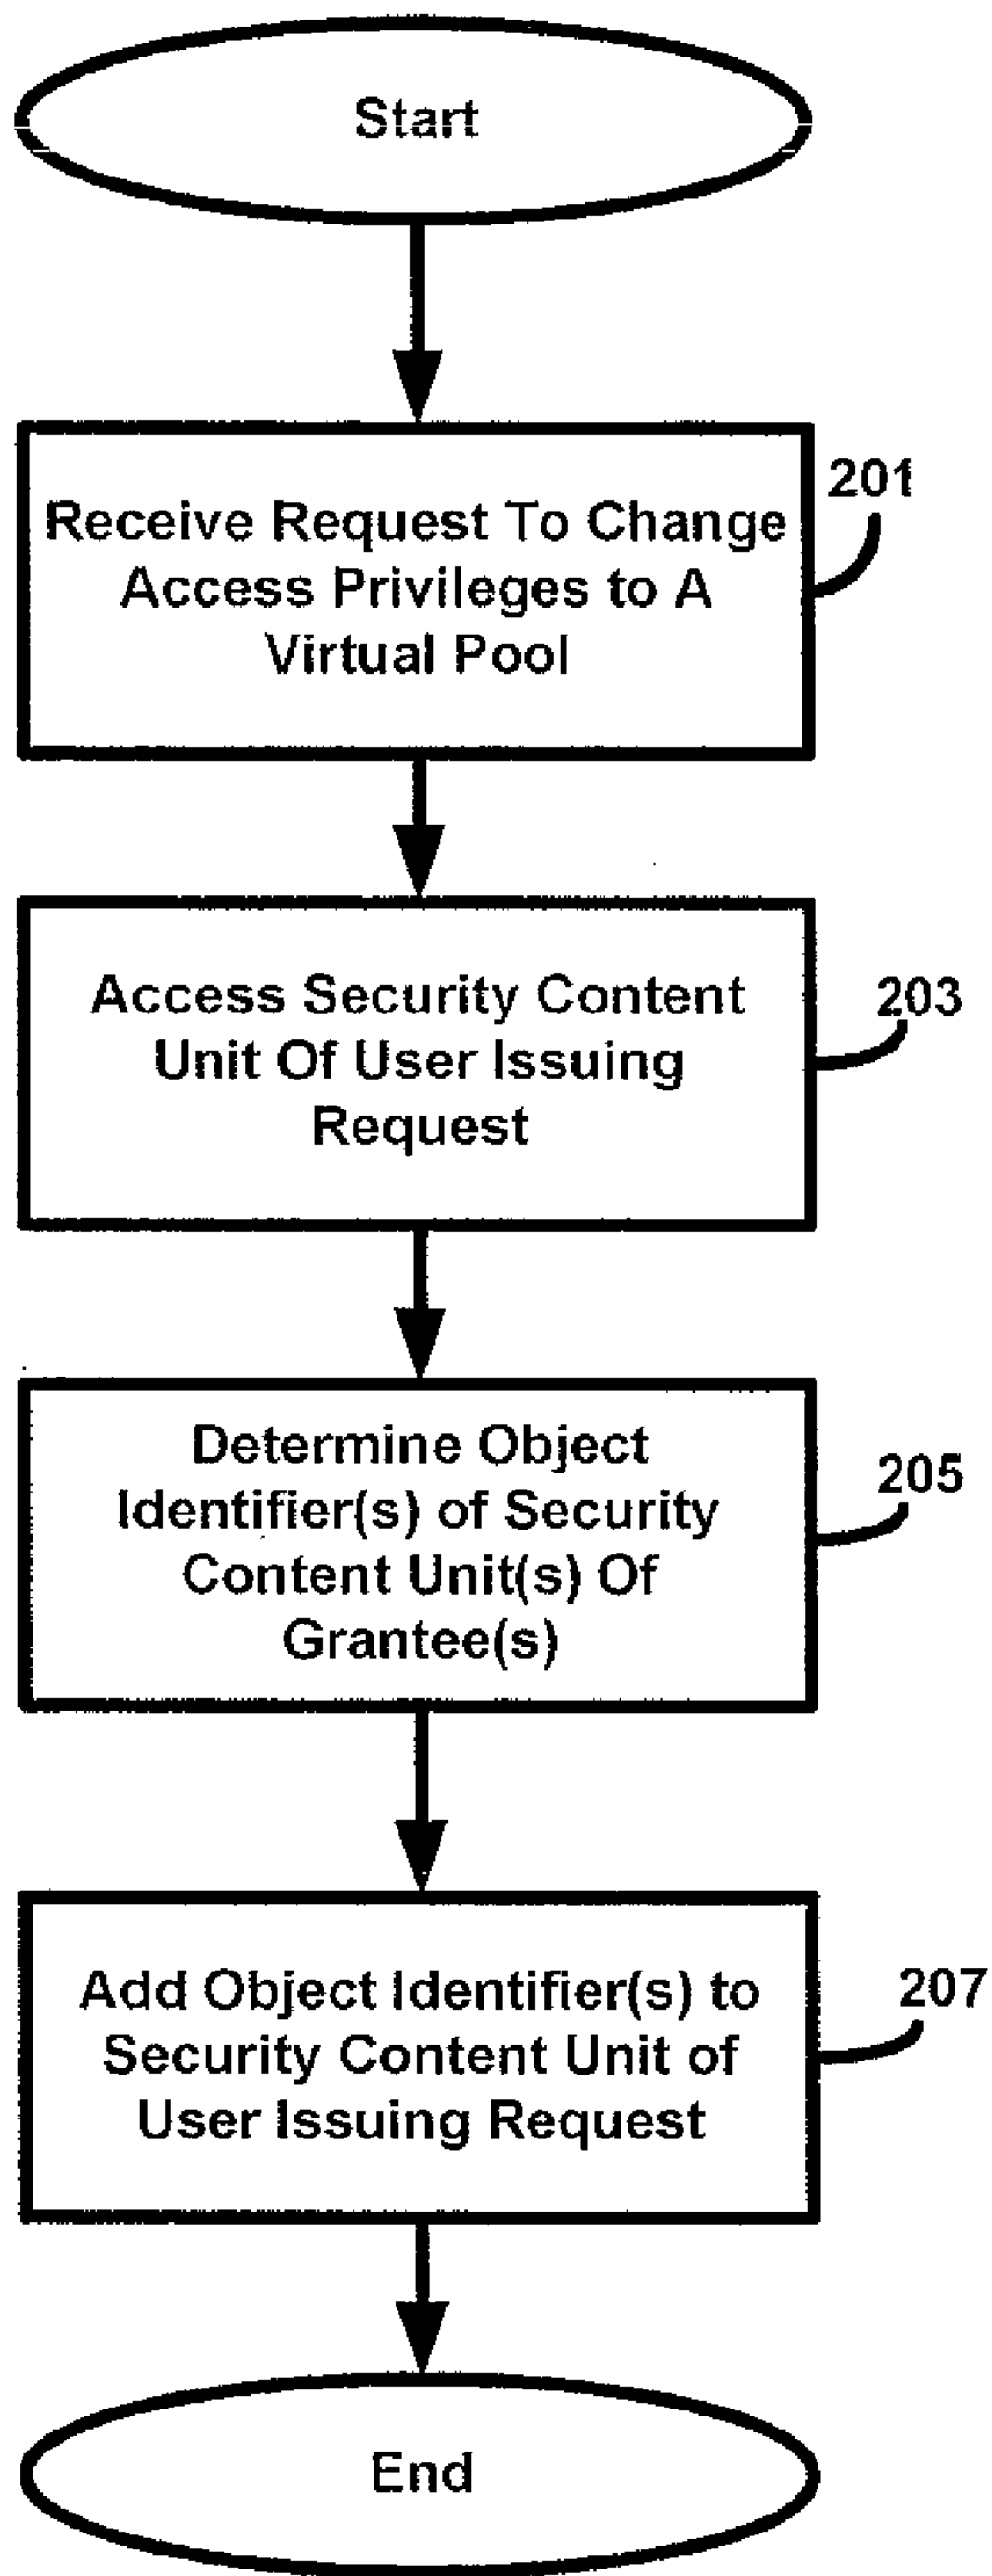 Start
Receive Request To Change
Access Privileges to A
Virtual Pool
201
Access Security Content
Unit Of User Issuing
Request
203
Determine Object
Identifier(s) of Security
Content Unit(s) Of
Grantee(s)
205
Add Object Identifier(s) to
Security Content Unit of
User Issuing Request
207
End